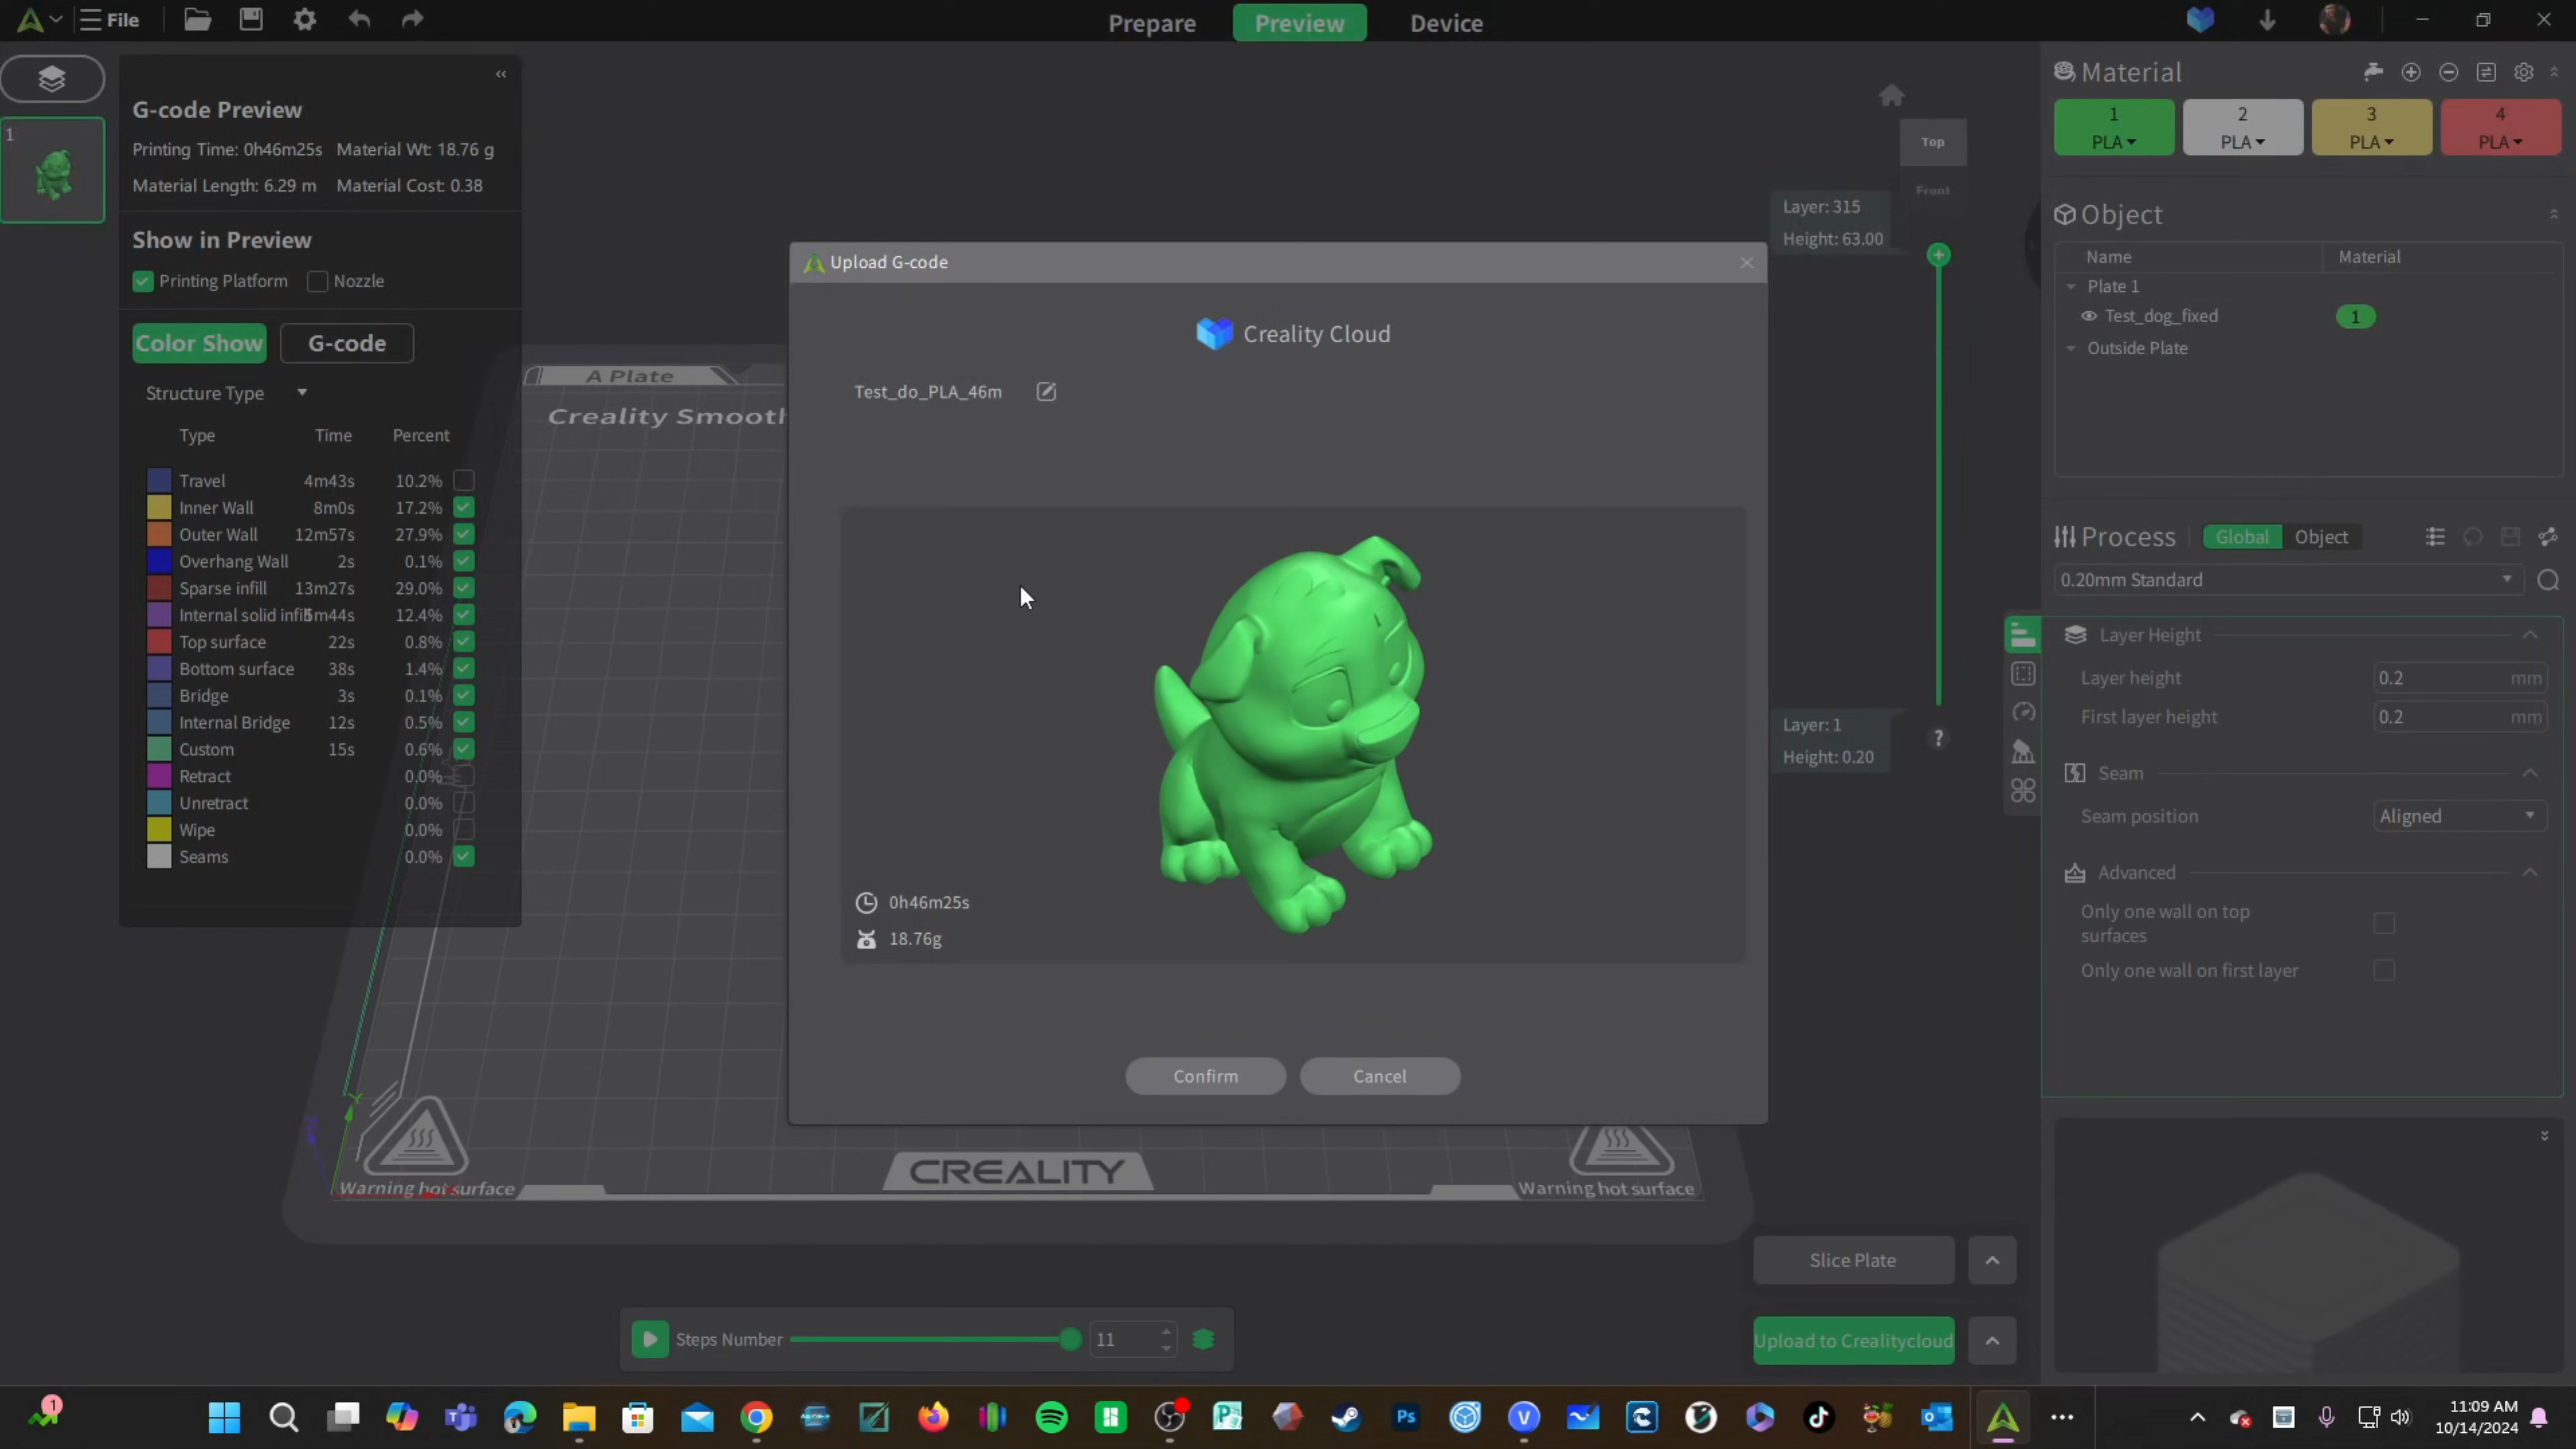 File
Prepare
Preview
Device
1
G-code Preview
Printing Time: 0h46m25s Material Wt: 18.76 g
Material Length: 6.29 m Material Cost: 0.38
Show in Preview
Printing Platform Nozzle
Color Show G-code
Structure Type
Type Time Percent
Travel 4m43s 10.2%
Inner Wall 8m0s 17.2%
Outer Wall 12m57s 27.9%
Overhang Wall 2s 0.1%
Sparse infill 13m27s 29.0%
Internal solid infill 5m44s 12.4%
Top surface 22s 0.8%
Bottom surface 38s 1.4%
Bridge 3s 0.1%
Internal Bridge 12s 0.5%
Custom 15s 0.6%
Retract 0.0%
Unretract 0.0%
Wipe 0.0%
Seams 0.0%
A Plate
Creality Smooth
Upload G-code
Creality Cloud
Test_do_PLA_46m
0h46m25s
18.76g
Confirm Cancel
Warning hot surface
CREALITY
Warning hot surface
Top
Front
Layer: 315
Height: 63.00
Layer: 1
Height: 0.20
?
Steps Number 11
Slice Plate
Upload to Crealitycloud
Material
1 2 3 4
PLA PLA PLA PLA
Object
Name Material
Plate 1
Test_dog_fixed 1
Outside Plate
Process Global Object
0.20mm Standard
Layer Height
Layer height 0.2 mm
First layer height 0.2 mm
Seam
Seam position Aligned
Advanced
Only one wall on top
surfaces
Only one wall on first layer
1
Ps
V
11:09 AM
10/14/2024